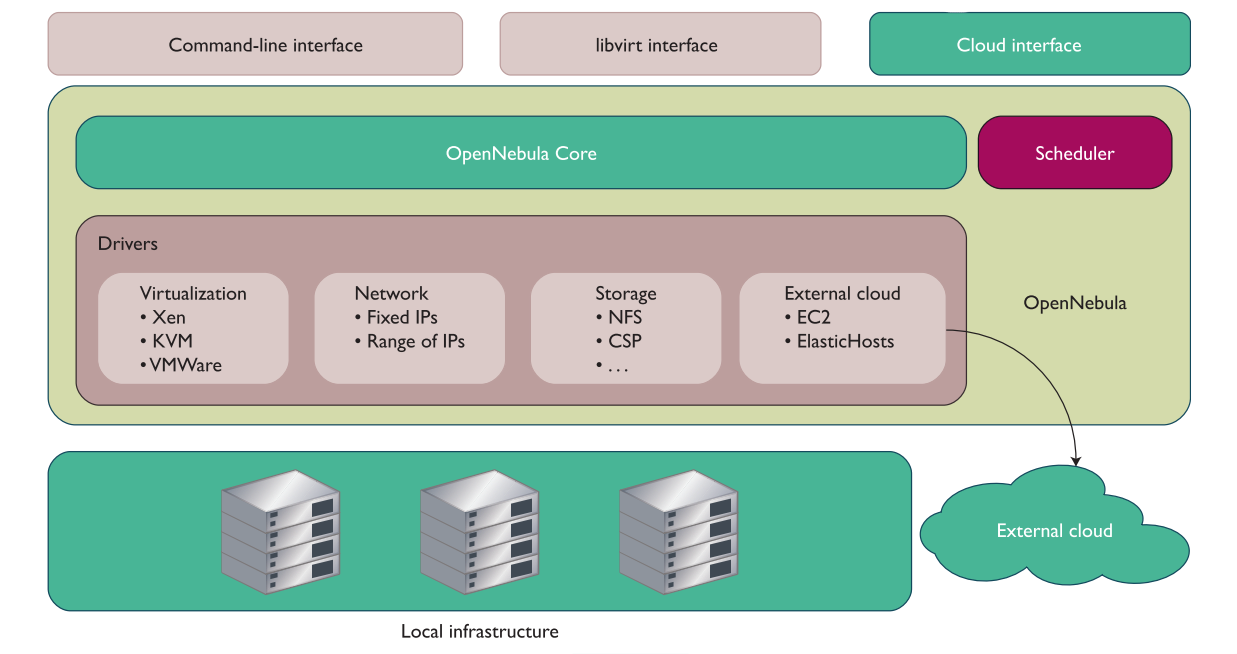 Command-line interface
libvirt interface
Cloud interface
OpenNebula Core
Scheduler
Drivers
Virtualization
• Xen
• KVM
• VMWare
Network
• Fixed IPs
• Range of IPs
Storage
• NFS
• CSP
• . . .
External cloud
• EC2
• ElasticHosts
OpenNebula
External cloud
Local infrastructure